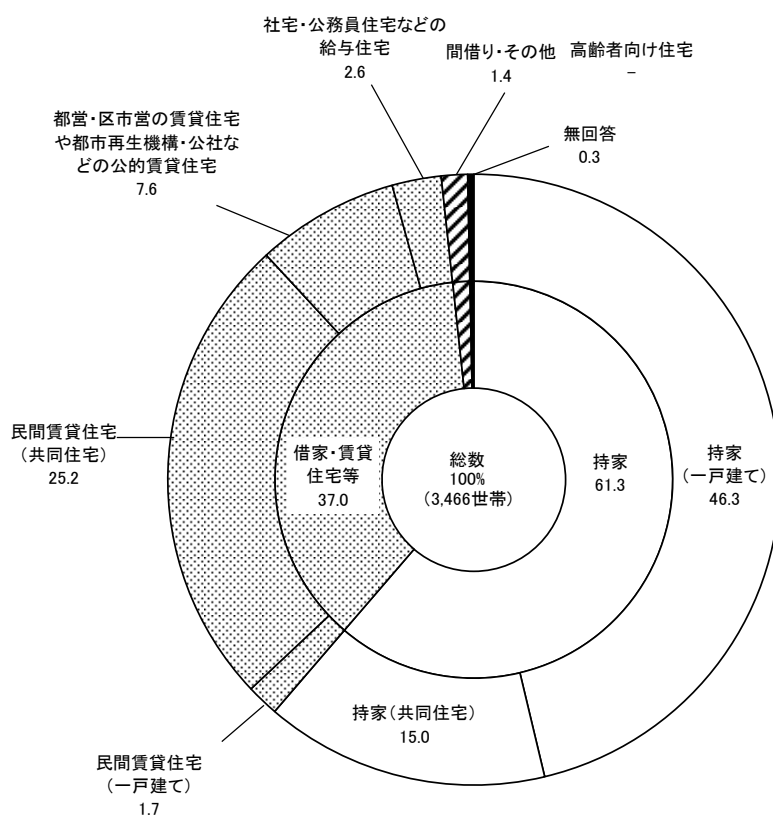 社宅・公務員住宅などの
給与住宅
2.6
間借り・その他
1.4
高齢者向け住宅
－
都営・区市営の賃貸住宅
や都市再生機構・公社な
どの公的賃貸住宅
7.6
無回答
0.3
民間賃貸住宅
（共同住宅）
25.2
借家・賃貸
住宅等
37.0
総数
100%
（3,466世帯）
持家
61.3
持家
（一戸建て）
46.3
持家（共同住宅）
15.0
民間賃貸住宅
（一戸建て）
1.7